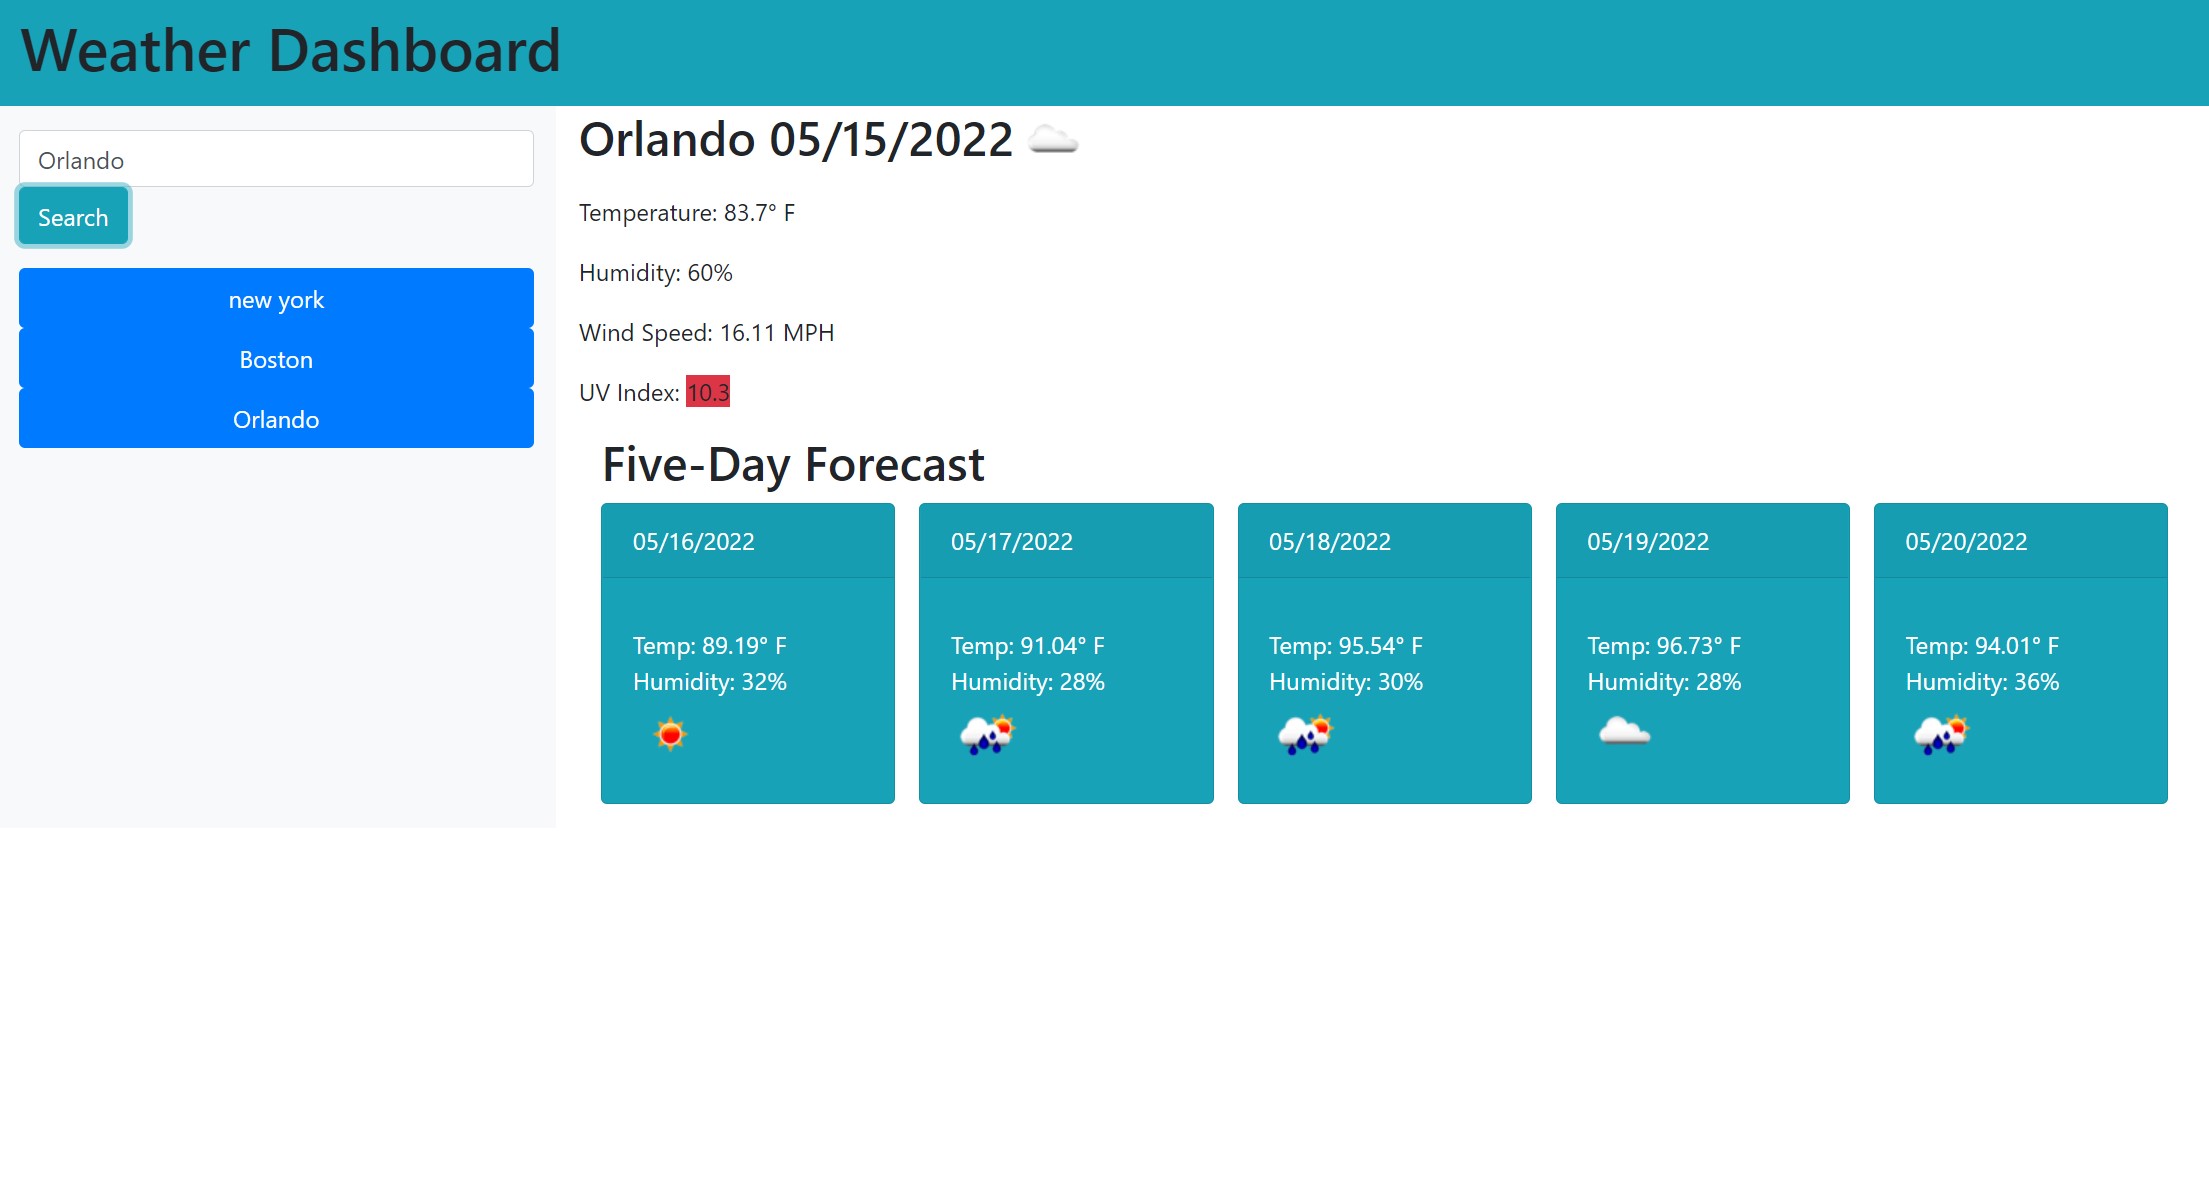 Weather Dashboard
Orlando
Search
new york
Boston
Orlando
Orlando 05/15/2022
Temperature: 83.7° F
Humidity: 60%
Wind Speed: 16.11 MPH
UV Index: 10.3
Five-Day Forecast
05/16/2022
Temp: 89.19° F
Humidity: 32%
05/17/2022
Temp: 91.04° F
Humidity: 28%
05/18/2022
Temp: 95.54° F
Humidity: 30%
05/19/2022
Temp: 96.73° F
Humidity: 28%
05/20/2022
Temp: 94.01° F
Humidity: 36%